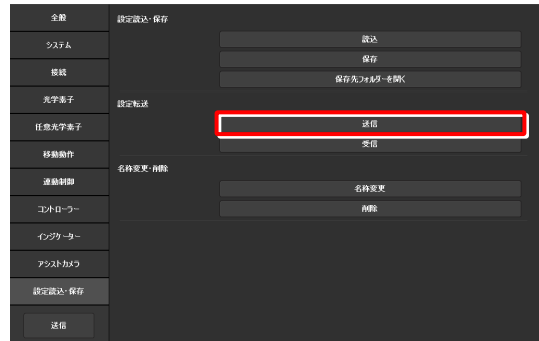 全般
システム
接続
光学素子
任意光学素子
移動動作
連動制御
コントローラー
インジケーター
アシストカメラ
設定読込・保存
送信
設定読込・保存
読込
保存
保存先フォルダーを開く
設定転送
送信
受信
名称変更・削除
名称変更
削除